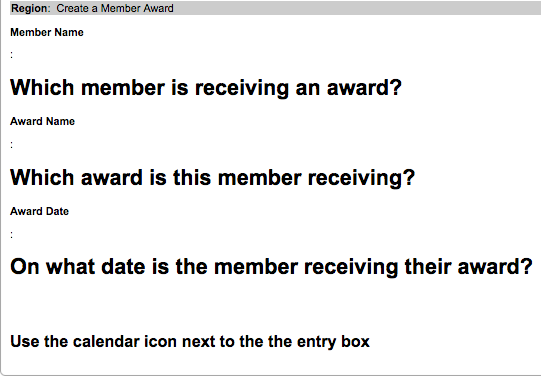 Region: Create a Member Award
Member Name
:
Which member is receiving an award?
Award Name
:
Which award is this member receiving?
Award Date
:
On what date is the member receiving their award?
Use the calendar icon next to the the entry box